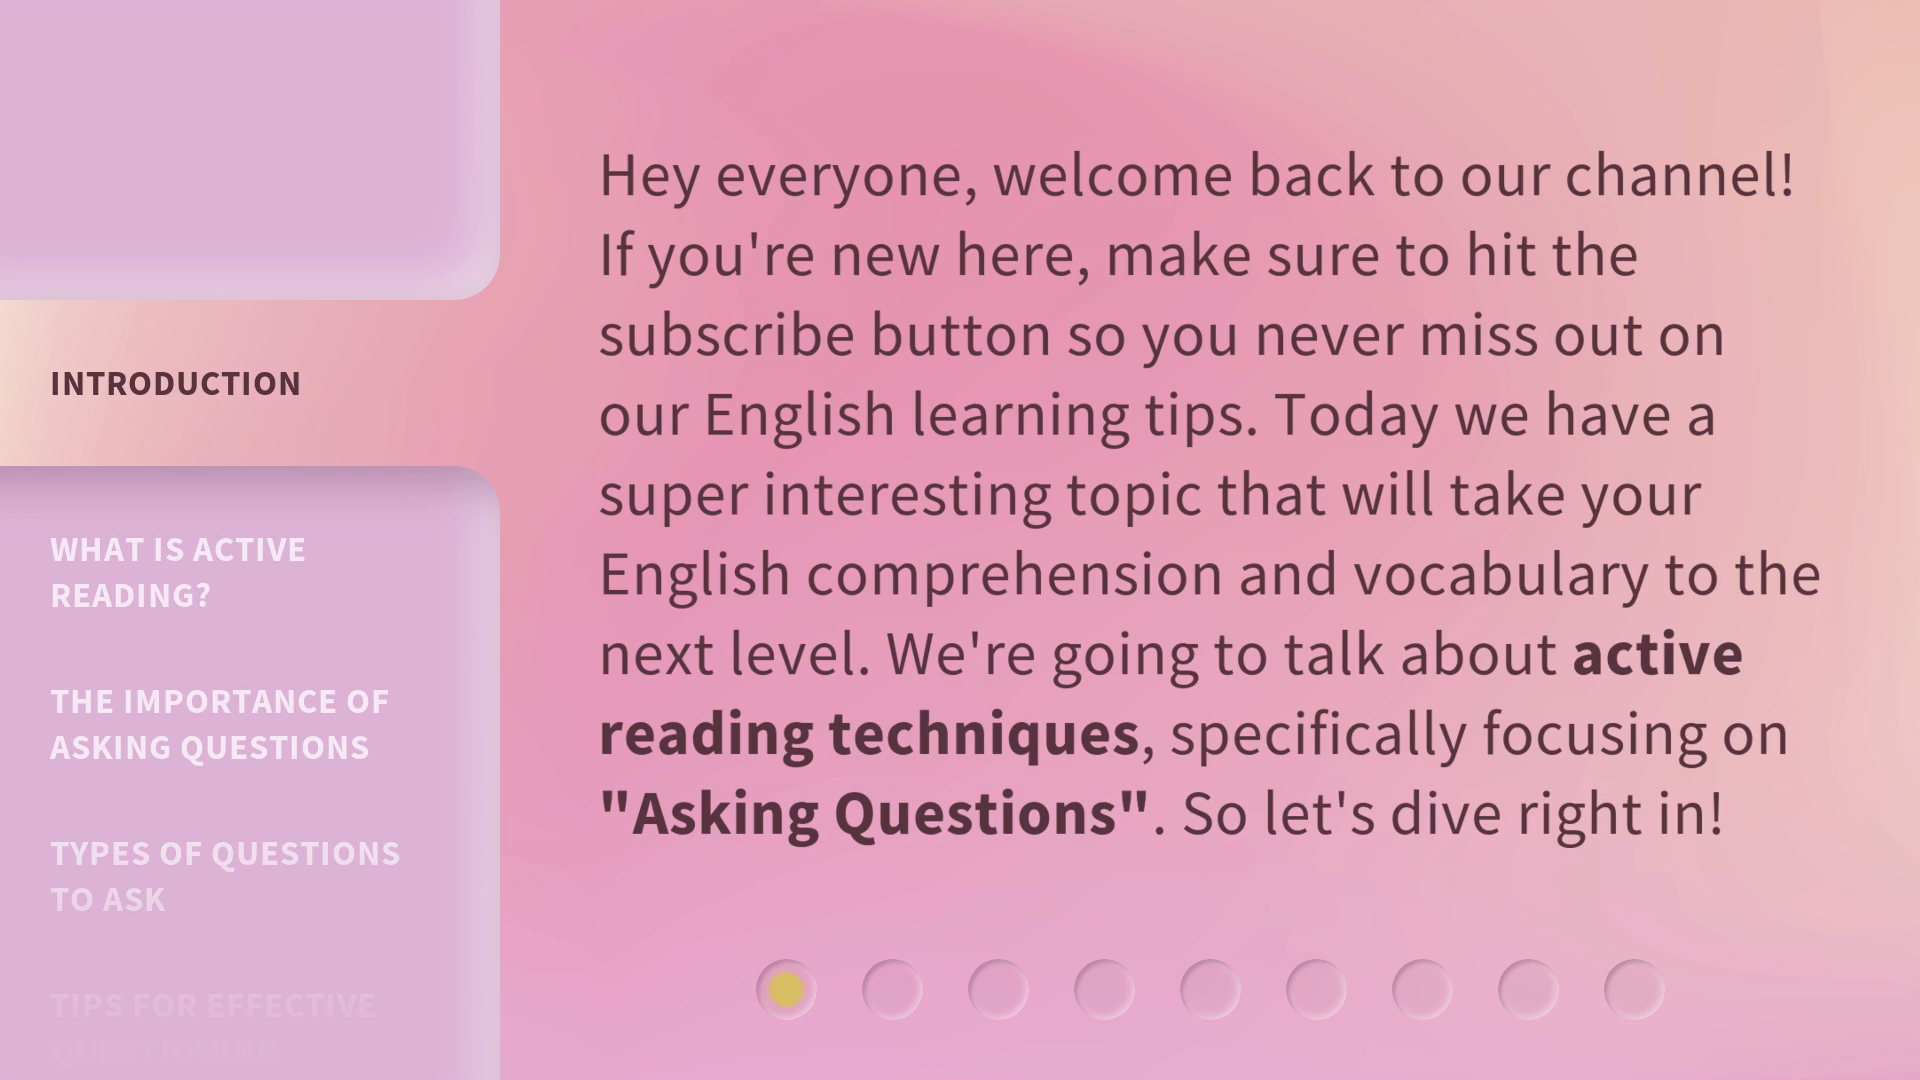 INTRODUCTION
WHAT IS ACTIVE
READING?
THE IMPORTANCE OF
ASKING QUESTIONS
TYPES OF QUESTIONS
TO ASK
TIPS FOR EFFECTIVE
QUESTIONING
Hey everyone, welcome back to our channel!
If you're new here, make sure to hit the
subscribe button so you never miss out on
our English learning tips. Today we have a
super interesting topic that will take your
English comprehension and vocabulary to the
next level. We're going to talk about active
reading techniques, specifically focusing on
"Asking Questions". So let's dive right in!